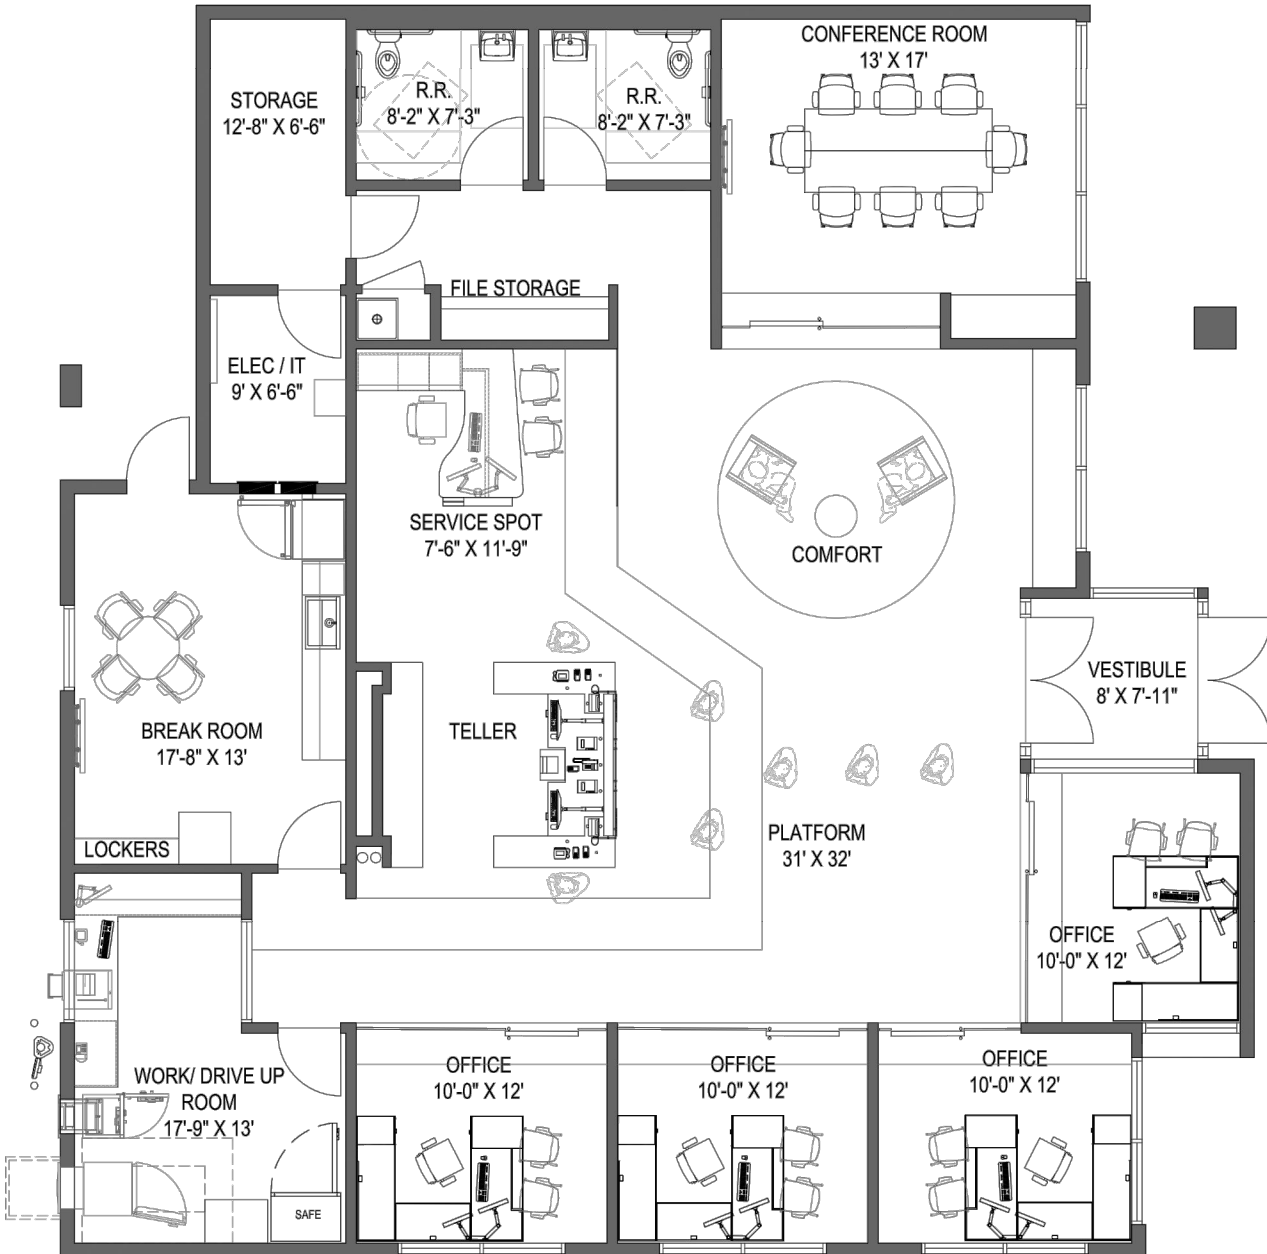 CONFERENCE ROOM
13' X 17'
STORAGE
12'-8" X 6'-6"
R.R.
8'-2" X 7'-3"
R.R.
8'-2" X 7'-3"
FILE STORAGE
ELEC / IT
9' X 6'-6"
SERVICE SPOT
7'-6" X 11'-9"
COMFORT
VESTIBULE
8' X 7'-11"
BREAK ROOM
17'-8" X 13'
TELLER
LOCKERS
PLATFORM
31' X 32'
OFFICE
10'-0" X 12'
WORK/ DRIVE UP
ROOM
17'-9" X 13'
SAFE
OFFICE
10'-0" X 12'
OFFICE
10'-0" X 12'
OFFICE
10'-0" X 12'